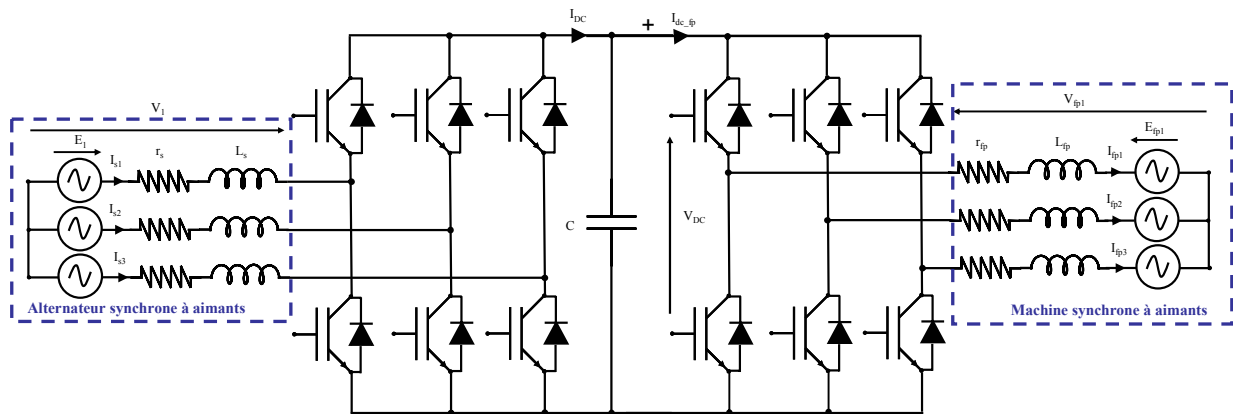 I_DC
+
I_dc_fp
V_1
V_fp1
E_1
I_s1
r_s
L_s
r_fp
L_fp
I_fp1
E_fp1
I_s2
I_fp2
C
V_DC
I_s3
I_fp3
Alternateur synchrone à aimants
Machine synchrone à aimants